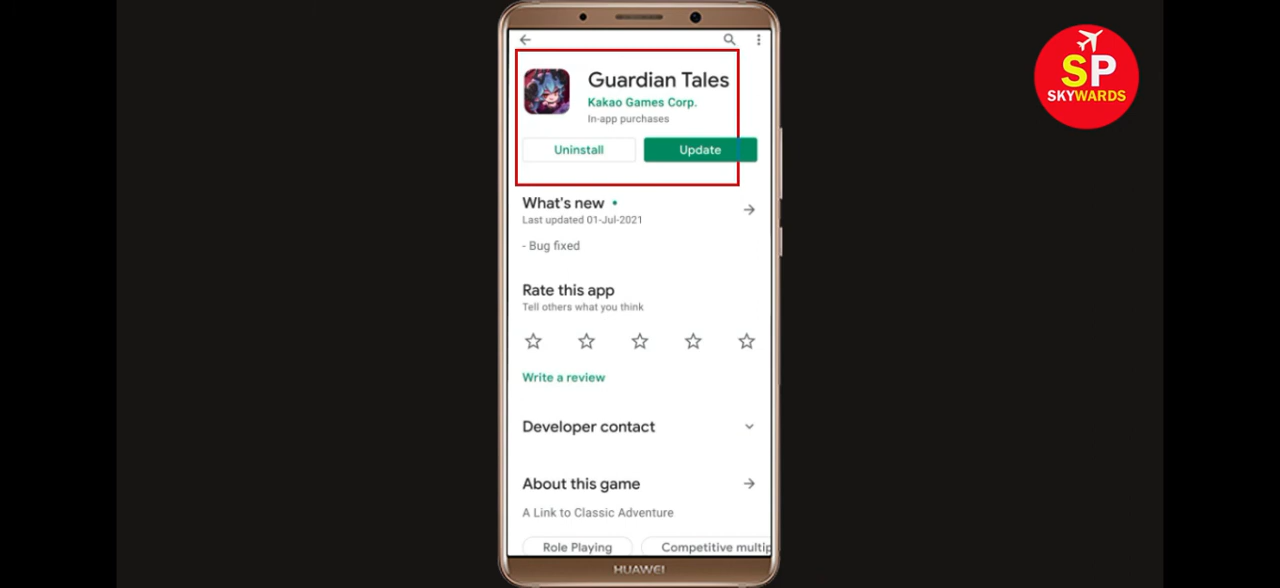 SP
SKYWARDS
Guardian Tales
Kakao Games Corp.
In-app purchases
Uninstall
Update
What's new
Last updated 01-Jul-2021
- Bug fixed
Rate this app
Tell others what you think
Write a review
Developer contact
About this game
A Link to Classic Adventure
Role Playing
Competitive multip
HUAWEI